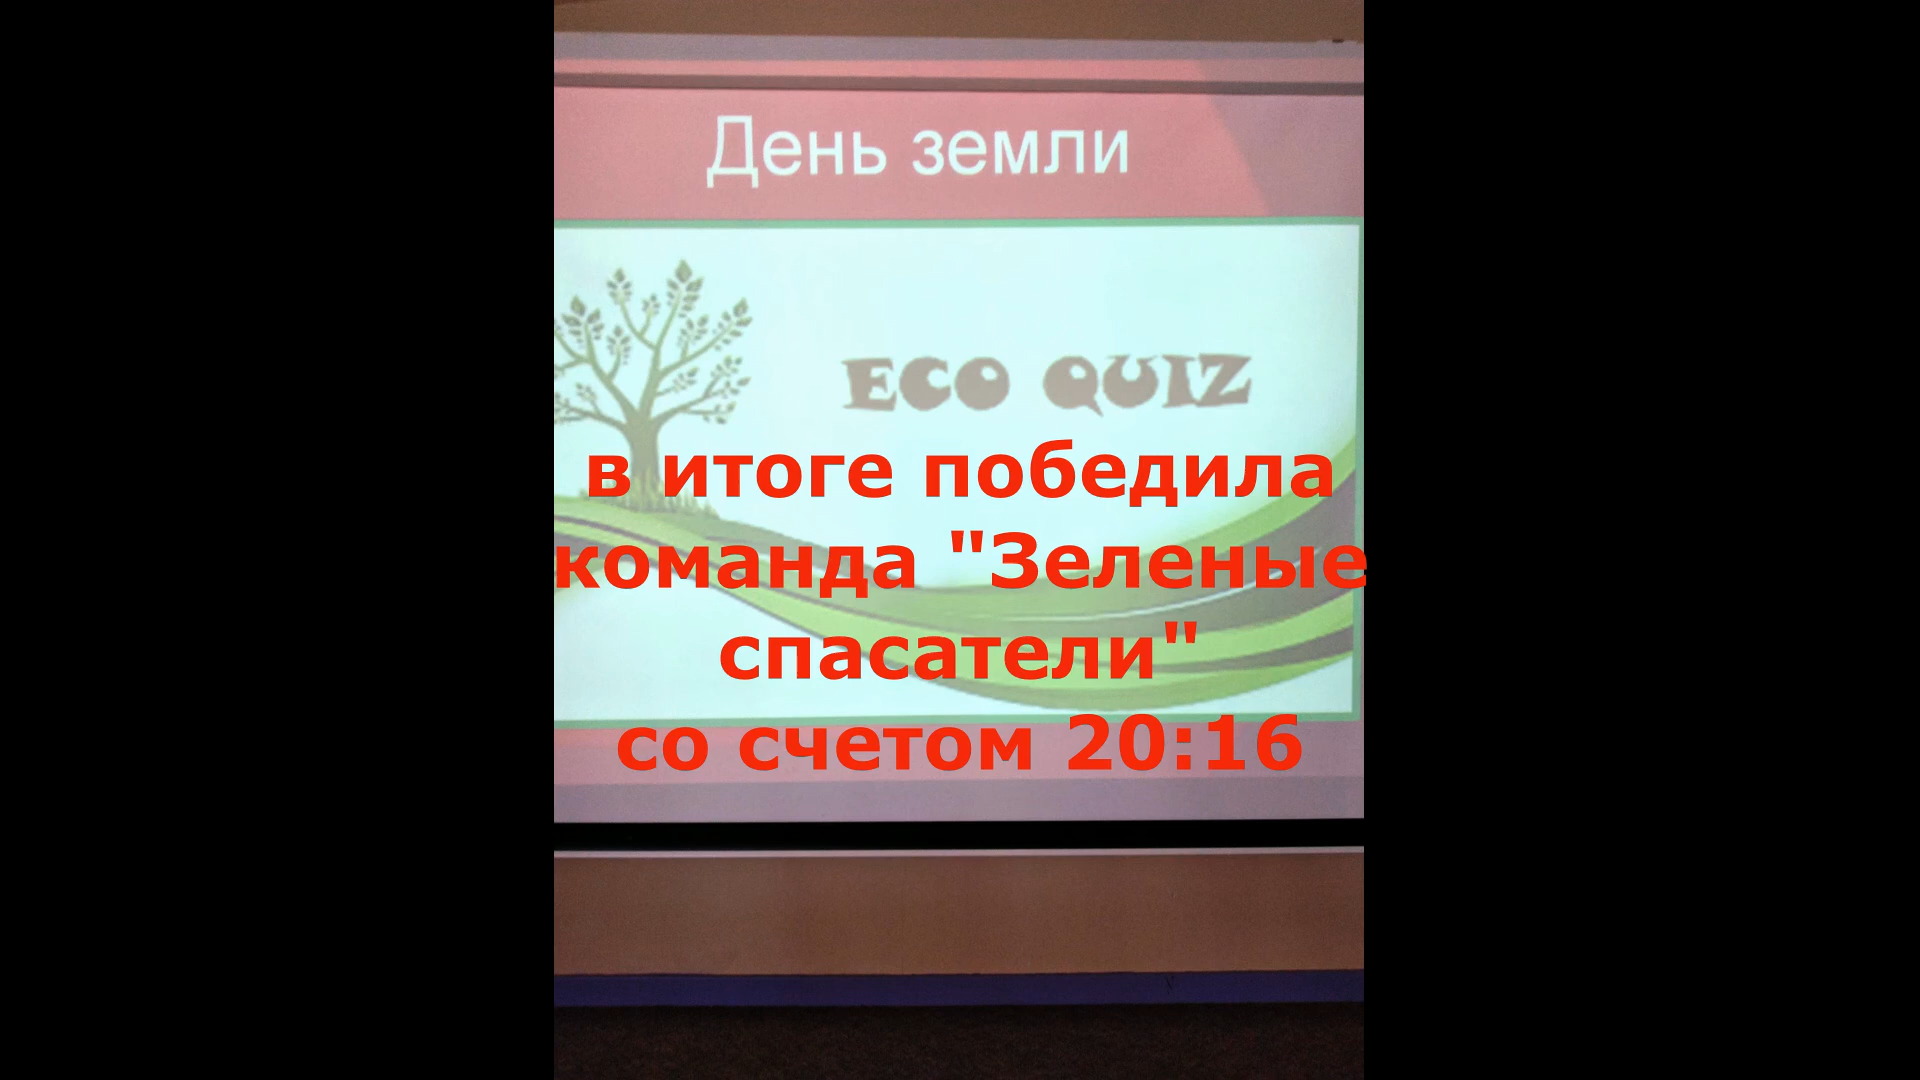 День земли
ECO QUIZ
в итоге победила
команда "Зеленые
спасатели"
со счетом 20:16